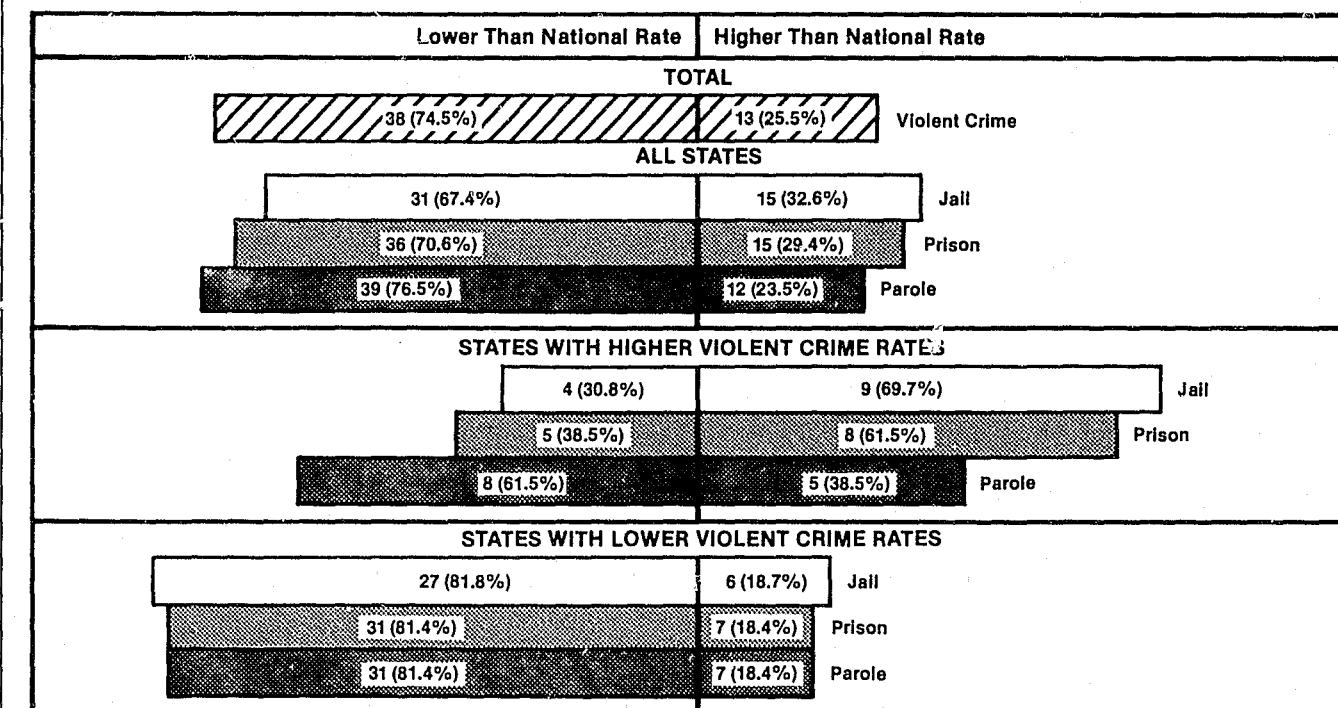 Lower Than National Rate Higher Than National Rate
TOTAL
38 (74.5%) 13 (25.5%) Violent Crime
ALL STATES
31 (67.4%) 15 (32.6%) Jail
36 (70.6%) 15 (29.4%) Prison
39 (76.5%) 12 (23.5%) Parole
STATES WITH HIGHER VIOLENT CRIME RATES
4 (30.8%) 9 (69.7%) Jail
5 (38.5%) 8 (61.5%) Prison
8 (61.5%) 5 (38.5%) Parole
STATES WITH LOWER VIOLENT CRIME RATES
27 (81.8%) 6 (18.7%) Jail
31 (81.4%) 7 (18.4%) Prison
31 (81.4%) 7 (18.4%) Parole